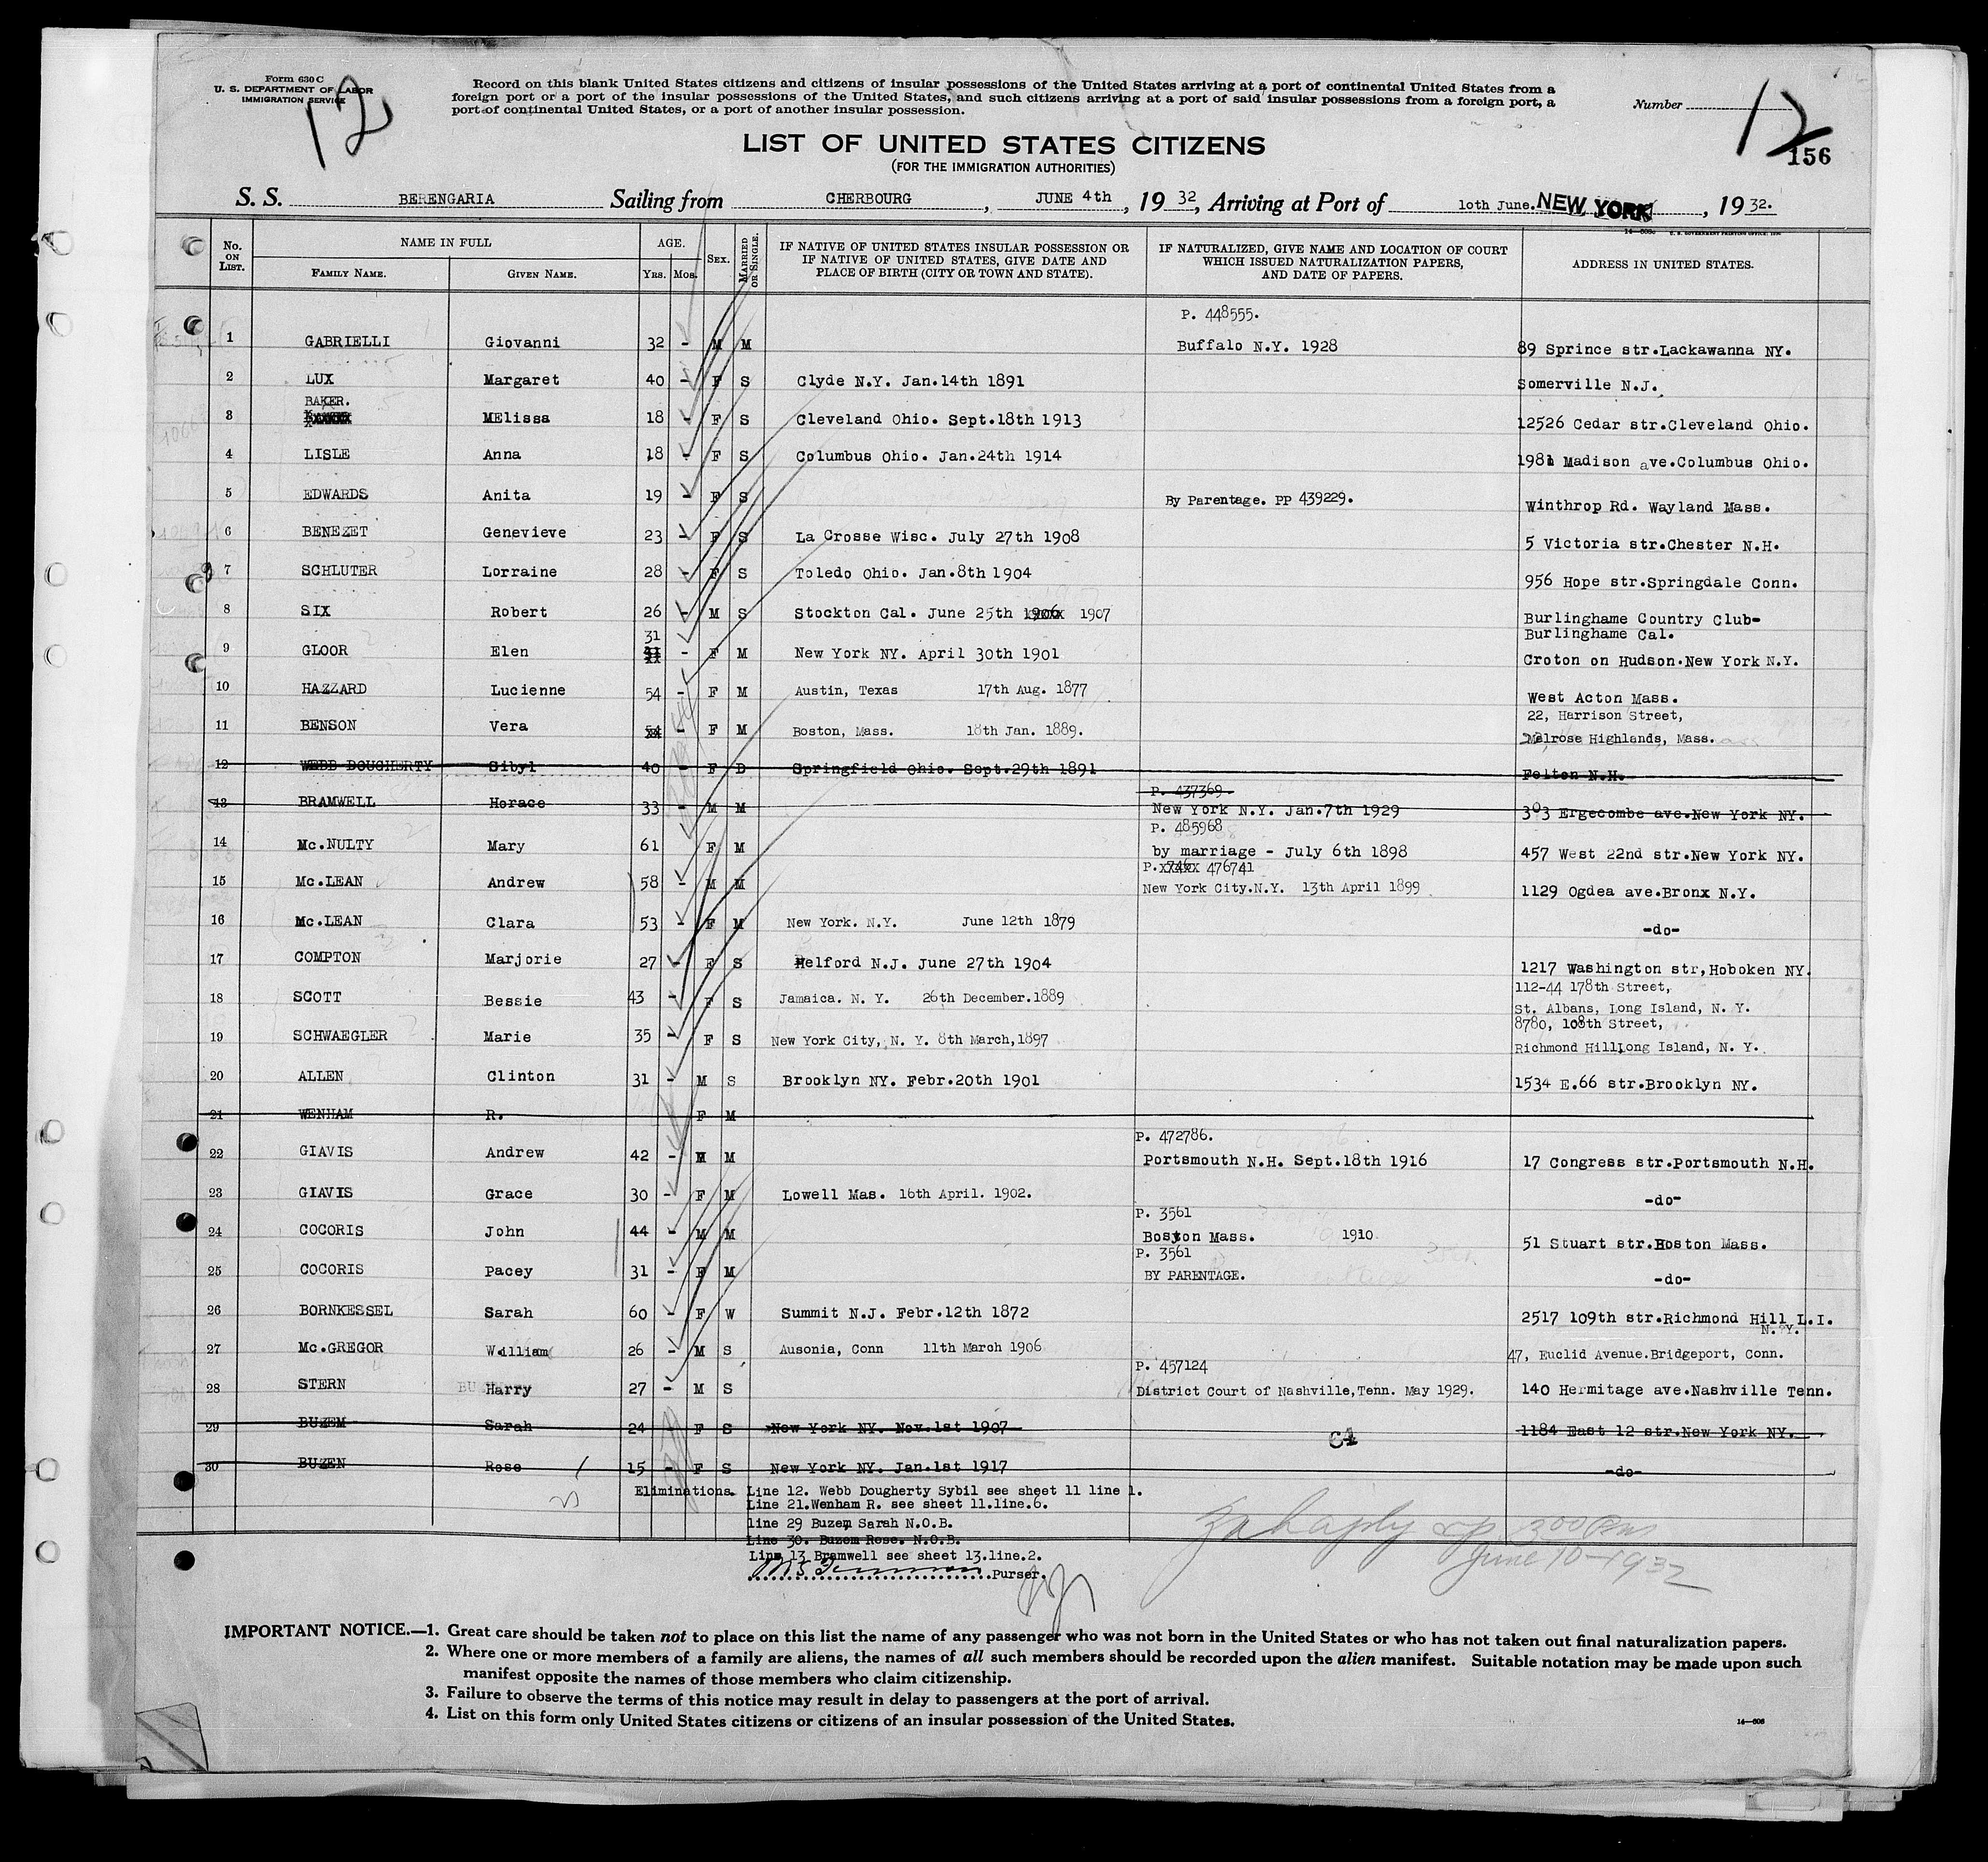 Form 630 C
U. S. DEPARTMENT OF LABOR
IMMIGRATION SERVICE
12
Record on this blank United States citizens and citizens of insular possessions of the United States arriving at a port of continental United States from a
foreign port or a port of the insular possessions of the United States, and such citizens arriving at a port of said insular possessions from a foreign port, a
port of continental United States, or a port of another insular possession.
Number
12
156
LIST OF UNITED STATES CITIZENS
(FOR THE IMMIGRATION AUTHORITIES)
S. S. BERENGARIA Sailing from CHERBOURG, JUNE 4th, 1932, Arriving at Port of 10th June. NEW YORK, 1932.
No. ON LIST. NAME IN FULL FAMILY NAME. GIVEN NAME. AGE. YRS. MOS. SEX. MARRIED OR SINGLE. IF NATIVE OF UNITED STATES INSULAR POSSESSION OR IF NATIVE OF UNITED STATES, GIVE DATE AND PLACE OF BIRTH (CITY OR TOWN AND STATE). IF NATURALIZED, GIVE NAME AND LOCATION OF COURT WHICH ISSUED NATURALIZATION PAPERS, AND DATE OF PAPERS. ADDRESS IN UNITED STATES.
P. 448555.
1 GABRIELLI Giovanni 32 - M M Buffalo N.Y. 1928 89 Sprince str.Lackawanna NY.
2 LUX Margaret 40 - F S Clyde N.Y. Jan.14th 1891 Somerville N.J.
BAKER.
3 MElissa 18 - F S Cleveland Ohio. Sept.18th 1913 12526 Cedar str.Cleveland Ohio.
4 LISLE Anna 18 - F S Columbus Ohio. Jan.24th 1914 1981 Madison ave.Columbus Ohio.
5 EDWARDS Anita 19 - F S By Parentage. PP 439229. Winthrop Rd. Wayland Mass.
6 BENEZET Genevieve 23 - F S La Crosse Wisc. July 27th 1908 5 Victoria str.Chester N.H.
7 SCHLUTER Lorraine 28 - F S Toledo Ohio. Jan.8th 1904 956 Hope str.Springdale Conn.
8 SIX Robert 26 - M S Stockton Cal. June 25th 1906 1907 Burlinghame Country Club-
Burlinghame Cal.
31
9 GLOOR Elen - F M New York NY. April 30th 1901 Croton on Hudson.New York N.Y.
10 HAZZARD Lucienne 54 - F M Austin, Texas 17th Aug. 1877 West Acton Mass.
22, Harrison Street,
11 BENSON Vera - F M Boston, Mass. 18th Jan. 1889. Melrose Highlands, Mass.
12 WEBB DOUGHERTY Sibyl 40 - F D Springfield Ohio. Sept.29th 1891 Felton N.H.
P. 437369.
13 BRAMWELL Horace 33 - M M New York N.Y. Jan.7th 1929 303 Ergecombe ave.New York NY.
P. 485968
14 Mc.NULTY Mary 61 F M by marriage - July 6th 1898 457 West 22nd str.New York NY.
P. 476741
15 Mc.LEAN Andrew 58 - M M New York City.N.Y. 13th April 1899 1129 Ogdea ave.Bronx N.Y.
16 Mc.LEAN Clara 53 - F M New York. N.Y. June 12th 1879 -do-
17 COMPTON Marjorie 27 - F S Helford N.J. June 27th 1904 1217 Washington str,Hoboken NY.
112-44 178th Street,
18 SCOTT Bessie 43 - F S Jamaica. N. Y. 26th December.1889 St. Albans, Long Island, N. Y.
8780, 108th Street,
19 SCHWAEGLER Marie 35 - F S New York City, N. Y. 8th March,1897 Richmond Hill Long Island, N. Y.
20 ALLEN Clinton 31 - M S Brooklyn NY. Febr.20th 1901 1534 E.66 str.Brooklyn NY.
21 WENHAM R. F M
P. 472786.
22 GIAVIS Andrew 42 - M M Portsmouth N.H. Sept.18th 1916 17 Congress str.Portsmouth N.H.
23 GIAVIS Grace 30 - F M Lowell Mas. 16th April. 1902. -do-
P. 3561
24 COCORIS John 44 - M M Boston Mass. 1910 51 Stuart str.Boston Mass.
P. 3561
25 COCORIS Pacey 31 - F M BY PARENTAGE. -do-
26 BORNKESSEL Sarah 60 - F W Summit N.J. Febr.12th 1872 2517 109th str.Richmond Hill L.I.
N.Y.
27 Mc.GREGOR William 26 - M S Ausonia, Conn 11th March 1906 47, Euclid Avenue.Bridgeport, Conn.
P. 457124
28 STERN Harry 27 - M S District Court of Nashville,Tenn. May 1929. 140 Hermitage ave.Nashville Tenn.
29 BUZEM Sarah 24 - F S New York NY. Nov.1st 1907 1184 East 12 str.New York NY.
30 BUZEN Rose 15 - F S New York NY. Jan.1st 1917 -do-
Eliminations. Line 12. Webb Dougherty Sybil see sheet 11 line 1.
Line 21.Wenham R. see sheet 11.line.6.
line 29 Buzem Sarah N.O.B.
Line 30. Buzem Rose. N.O.B.
Line 13 Bramwell see sheet 13.line.2.
Purser.
June 10-1932
IMPORTANT NOTICE.—1. Great care should be taken not to place on this list the name of any passenger who was not born in the United States or who has not taken out final naturalization papers.
2. Where one or more members of a family are aliens, the names of all such members should be recorded upon the alien manifest. Suitable notation may be made upon such
manifest opposite the names of those members who claim citizenship.
3. Failure to observe the terms of this notice may result in delay to passengers at the port of arrival.
4. List on this form only United States citizens or citizens of an insular possession of the United States.
14—606